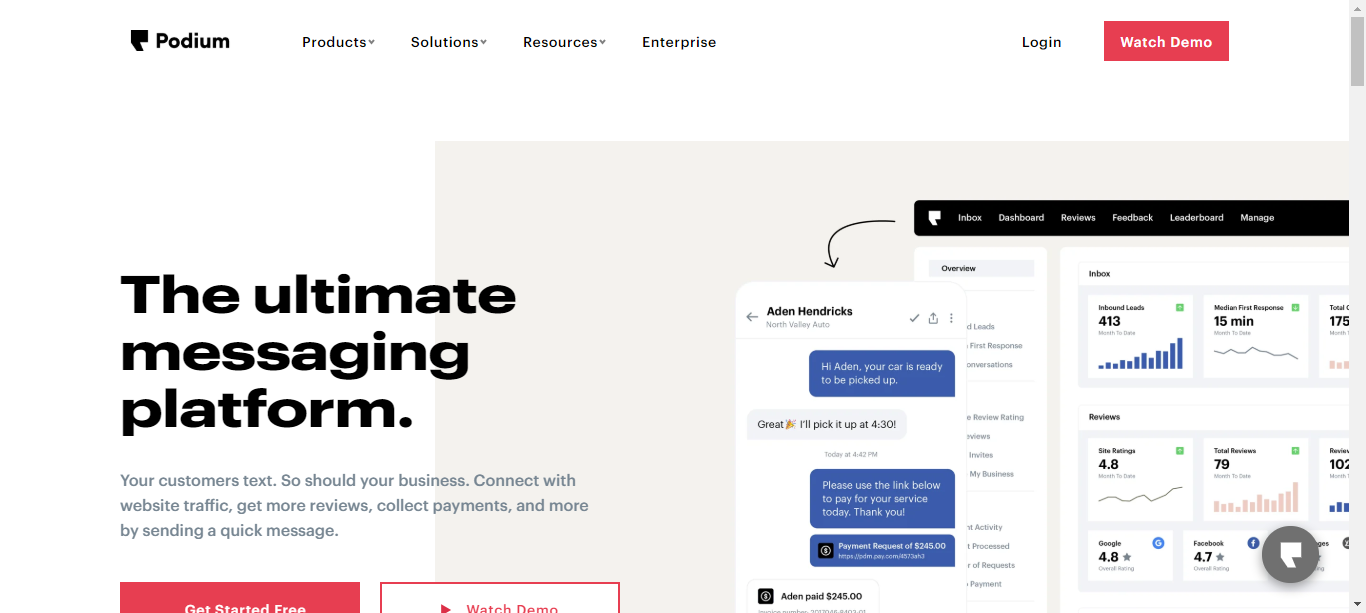 Podium
Products
Solutions
Resources
Enterprise
Login
Watch Demo
The ultimate
messaging
platform.
Your customers text. So should your business. Connect with
website traffic, get more reviews, collect payments, and more
by sending a quick message.
Get Started Free
Watch Demo
Inbox Dashboard Reviews Feedback Leaderboard Manage
Overview
Leads
First Response
Review Rating
Invites
My Business
Activity
Processed
of Requests
Payment
Aden Hendricks
North Valley Auto
Hi Aden, your car is ready
to be picked up.
Great🎉 I'll pick it up at 4:30!
Today at 4:42 PM
Please use the link below
to pay for your service
today. Thank you!
Payment Request of $245.00
https://pdm.pay.com/4573ah3
Aden paid $245.00
Inbox
Inbound Leads
413
Month To Date
Median First Response
15 min
Month To Date
175
Reviews
Site Ratings
4.8
Month To Date
Total Reviews
79
Month To Date
102
Google
4.8 ★
Overall Rating
Facebook
4.7 ★
Overall Rating